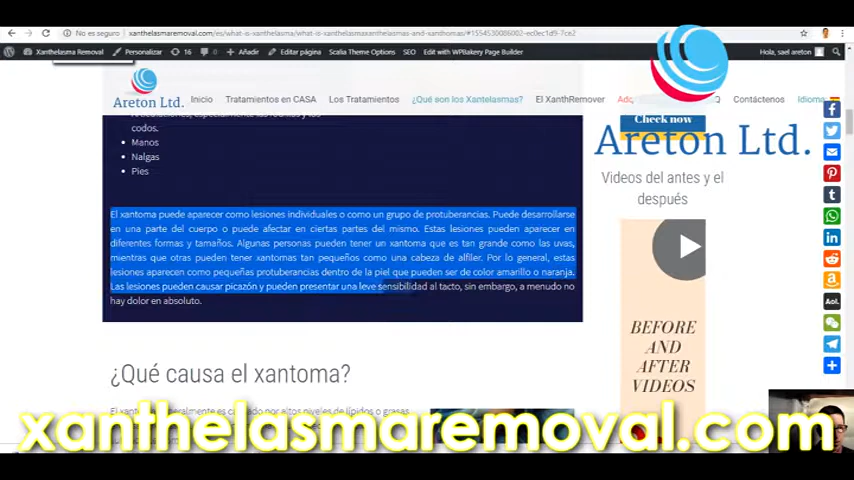 No es seguro
xanthelasmaremoval.com/es/what-is-xanthelasma/what-is-xanthelasmaxanthelasmas-and-xanthomas/#1554530086002-ec0ec1d9-7ce2
Xanthelasma Removal
Personalizar
16
Añadir
Editar página
Scalia Theme Options
SEO
Edit with WPBakery Page Builder
Hola, sael areton
Areton Ltd.
Inicio
Tratamientos en CASA
Los Tratamientos
¿Qué son los Xantelasmas?
El XanthRemover
Contáctenos
Idioma
Areton Ltd.
codos.
Manos
Nalgas
Pies
El xantoma puede aparecer como lesiones individuales o como un grupo de protuberancias. Puede desarrollarse
en una parte del cuerpo o puede afectar en ciertas partes del mismo. Estas lesiones pueden aparecer en
diferentes formas y tamaños. Algunas personas pueden tener un xantoma que es tan grande como las uvas,
mientras que otras pueden tener xantomas tan pequeños como una cabeza de alfiler. Por lo general, estas
lesiones aparecen como pequeñas protuberancias dentro de la piel que pueden ser de color amarillo o naranja.
Las lesiones pueden causar picazón y pueden presentar una leve sensibilidad al tacto, sin embargo, a menudo no
hay dolor en absoluto.
¿Qué causa el xantoma?
Check now
Videos del antes y el
después
BEFORE
AND
AFTER
VIDEOS
Aol.
xanthelasmaremoval.com